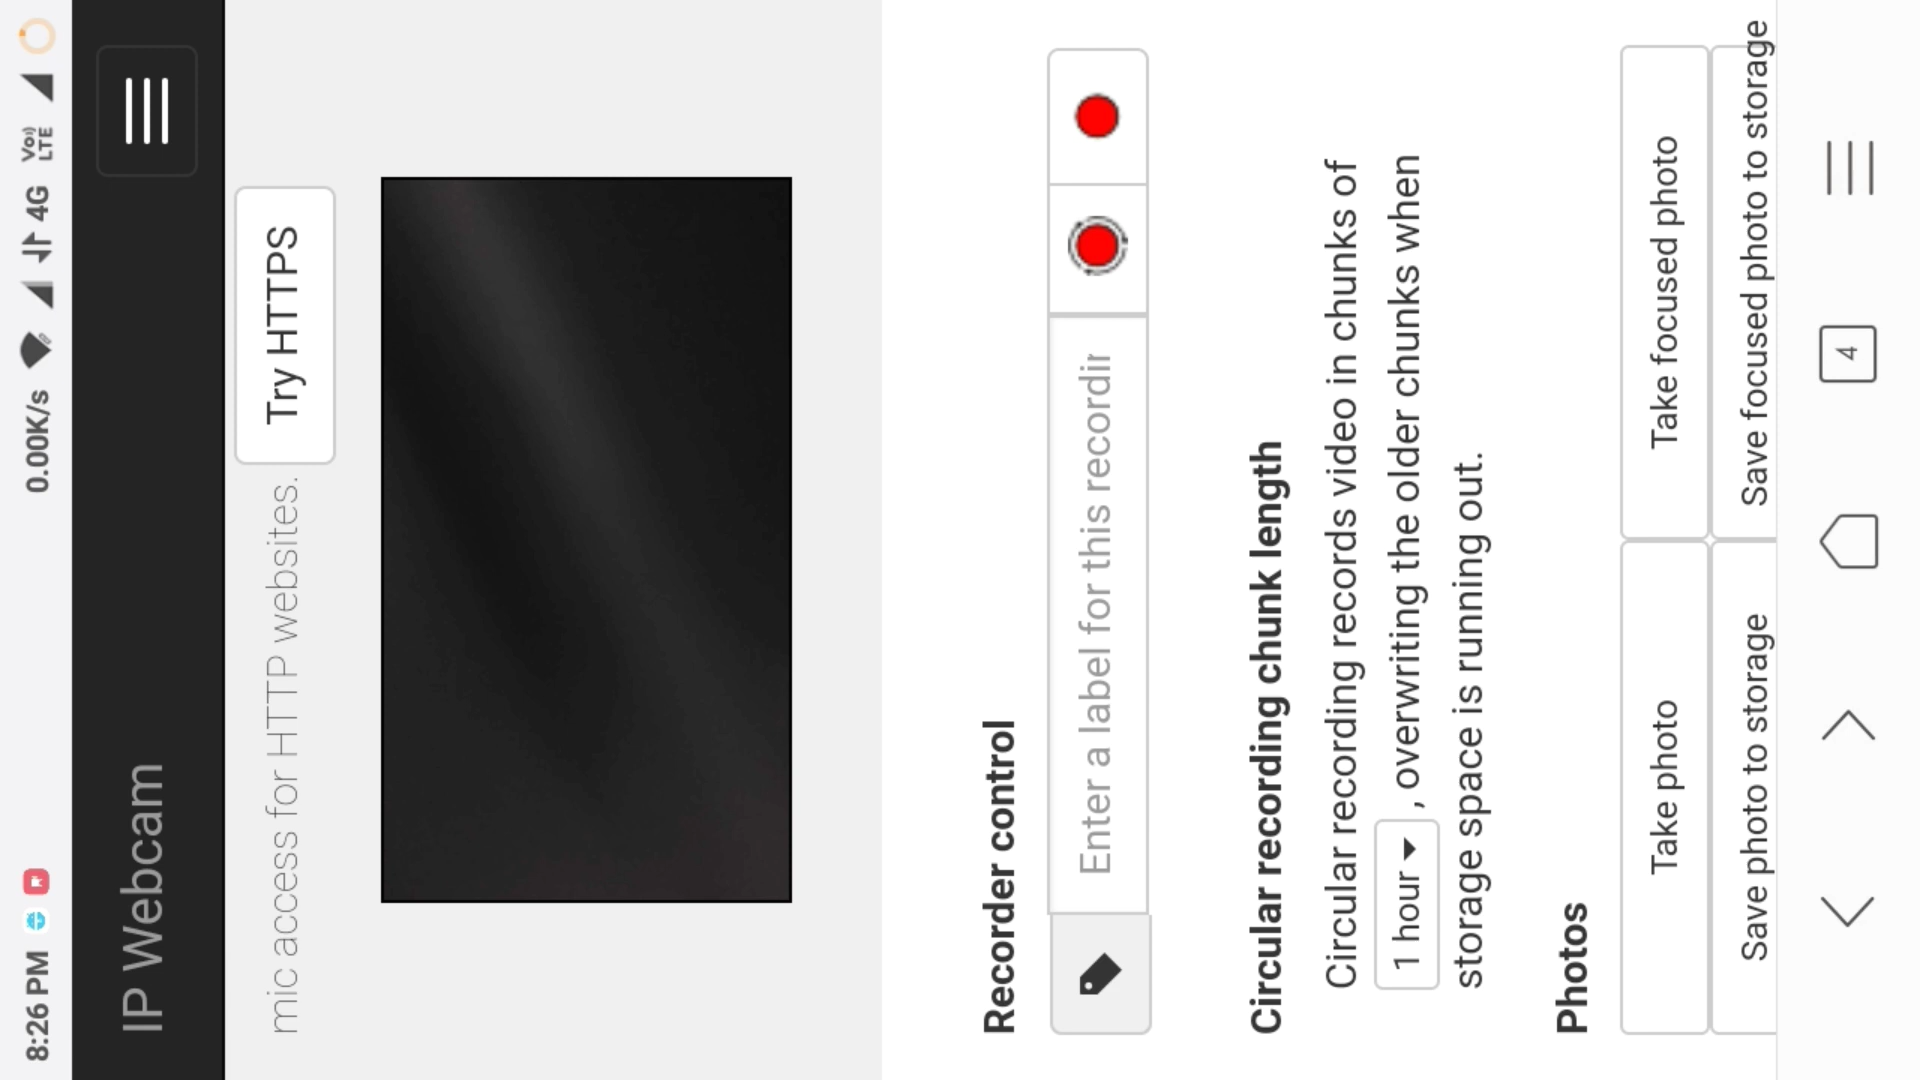 8:26 PM
0.00K/s
4G
Vo) LTE
IP Webcam
mic access for HTTP websites.
Try HTTPS
Recorder control
Enter a label for this recordin
Circular recording chunk length
Circular recording records video in chunks of
1 hour , overwriting the older chunks when
storage space is running out.
Photos
Take photo
Take focused photo
Save photo to storage
Save focused photo to storage
4